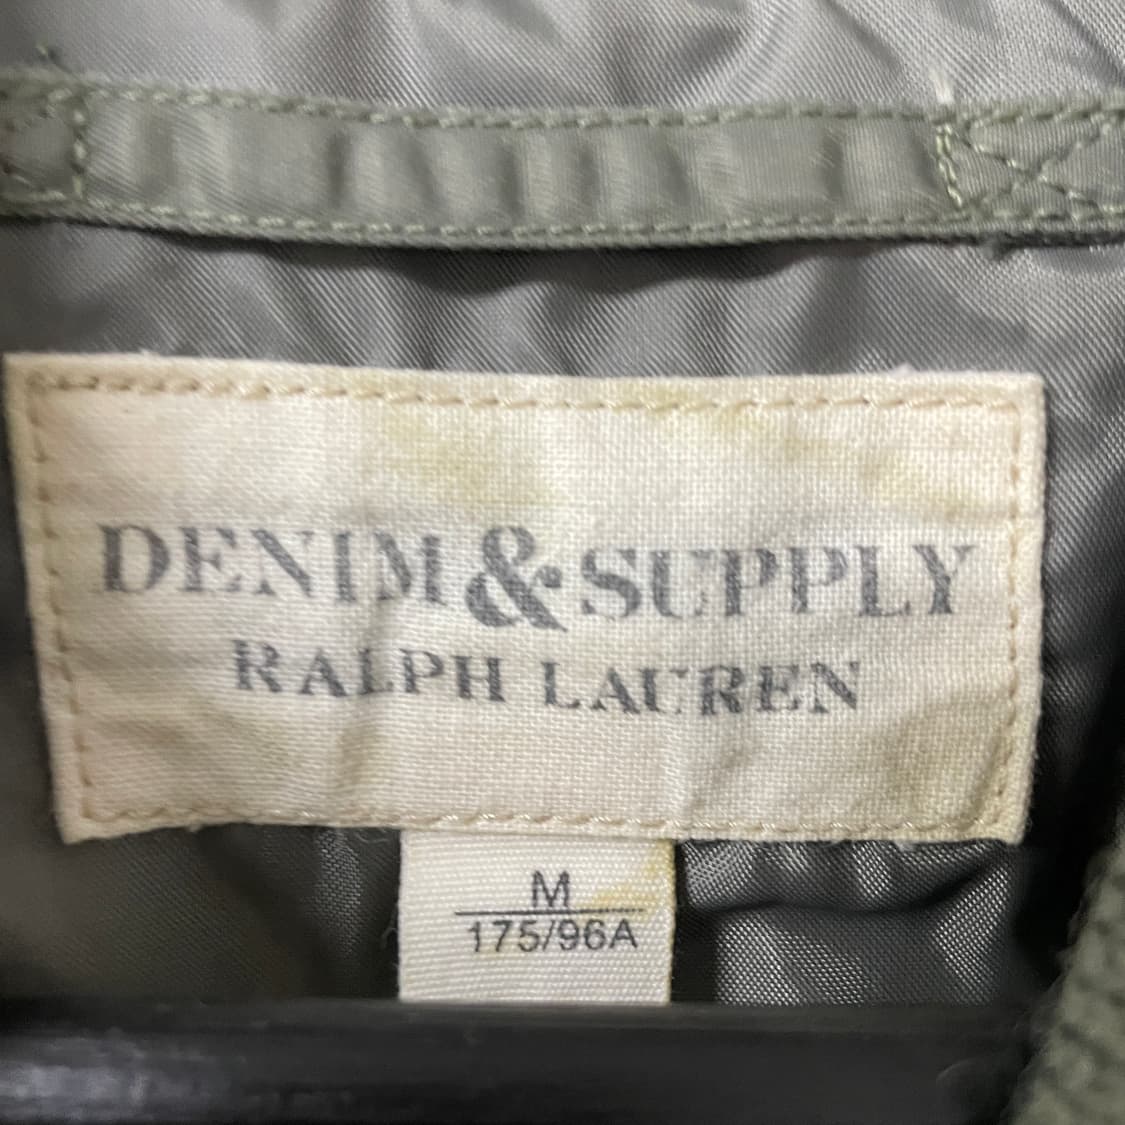 DENIM & SUPPLY
RALPH LAUREN
M
175/96A